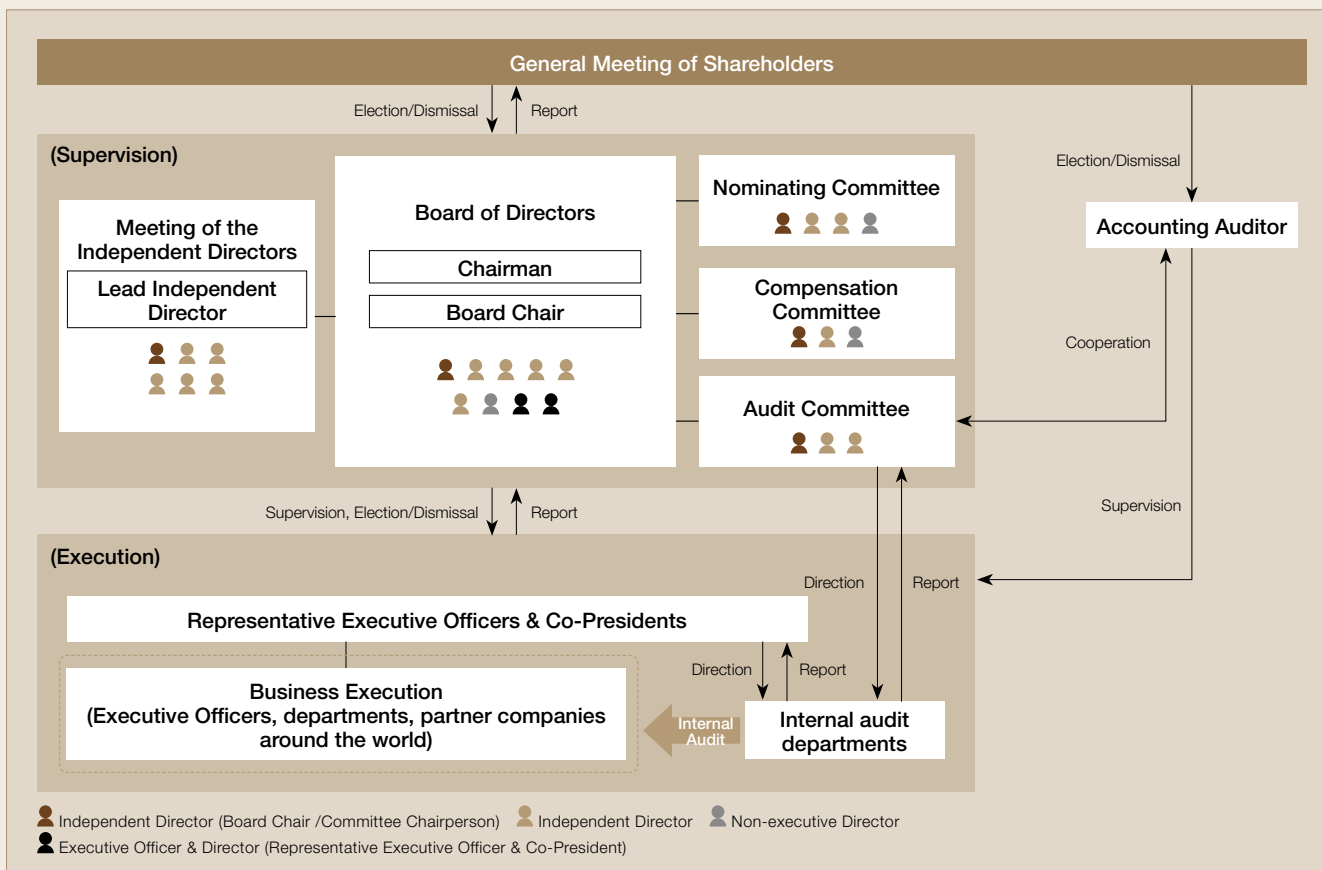 General Meeting of Shareholders
Election/Dismissal
Report
(Supervision)
Meeting of the
Independent Directors
Lead Independent
Director
Board of Directors
Chairman
Board Chair
Nominating Committee
Compensation
Committee
Audit Committee
Election/Dismissal
Accounting Auditor
Cooperation
Supervision
Supervision, Election/Dismissal
Report
(Execution)
Direction
Report
Representative Executive Officers & Co-Presidents
Direction
Report
Business Execution
(Executive Officers, departments, partner companies
around the world)
Internal
Audit
Internal audit
departments
Independent Director (Board Chair /Committee Chairperson)
Independent Director
Non-executive Director
Executive Officer & Director (Representative Executive Officer & Co-President)